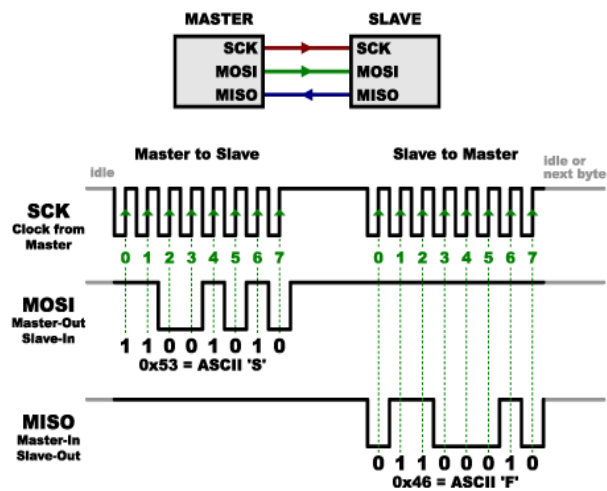 MASTER SLAVE
SCK SCK
MOSI MOSI
MISO MISO
Master to Slave Slave to Master
idle idle or
next byte
SCK
Clock from
Master
0 1 2 3 4 5 6 7 0 1 2 3 4 5 6 7
MOSI
Master-Out
Slave-In
1 1 0 0 1 0 1 0
0x53 = ASCII 'S'
MISO
Master-In
Slave-Out
0 1 1 0 0 0 1 0
0x46 = ASCII 'F'